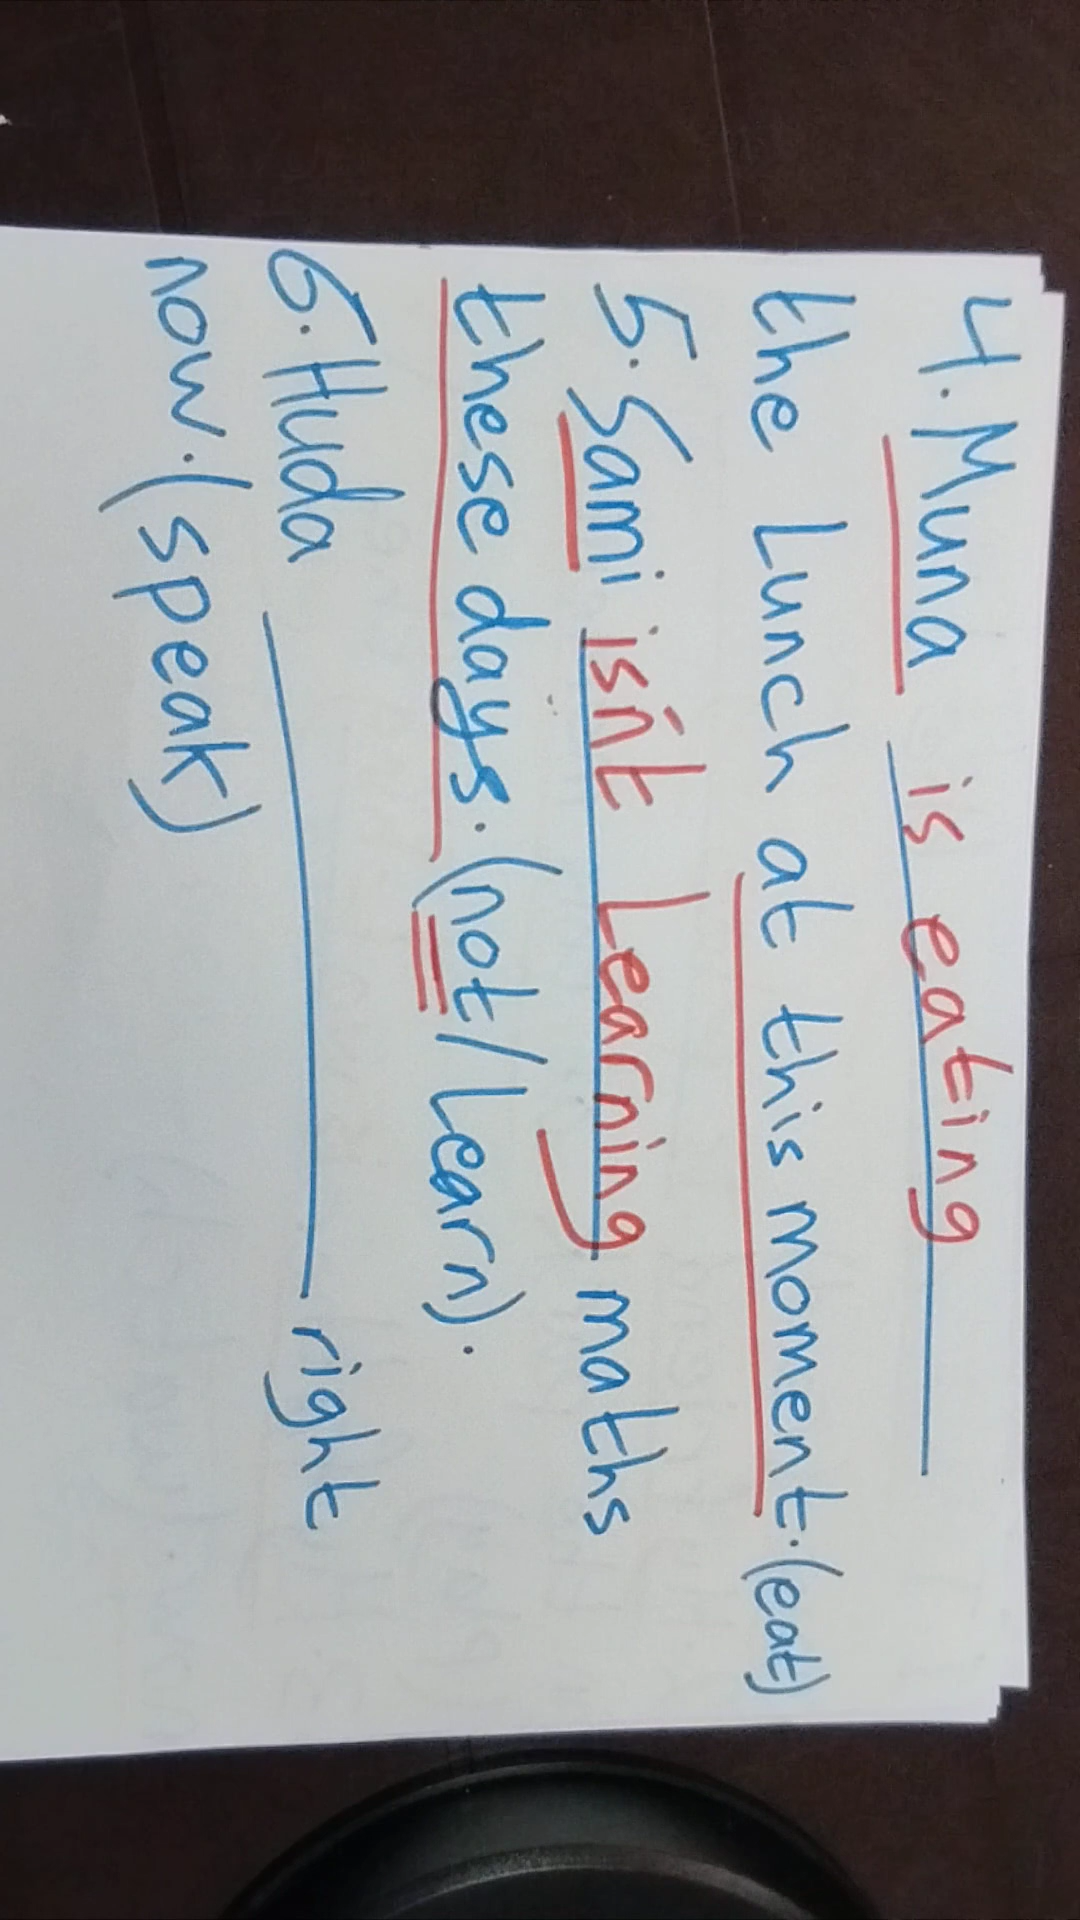 4. Muna is eating
the Lunch at this moment. (eat)
5. Sami isn't Learning maths
these days. (not / Learn).
6. Huda ____________ right
now. (speak)